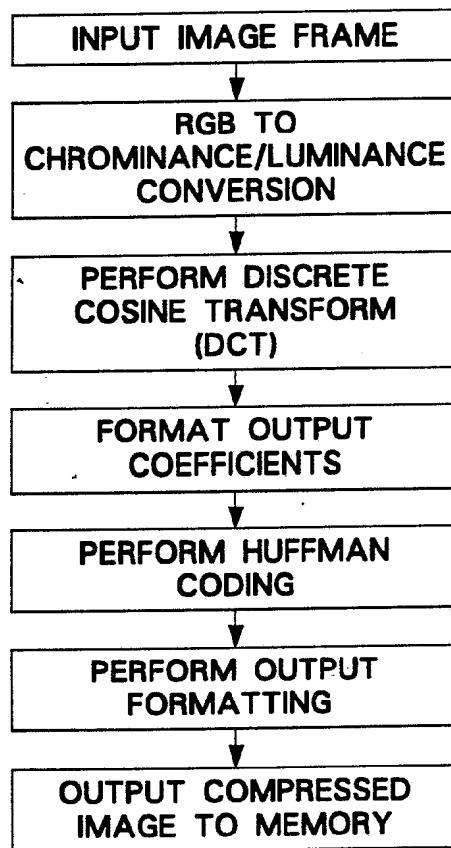 INPUT IMAGE FRAME
RGB TO
CHROMINANCE/LUMINANCE
CONVERSION
PERFORM DISCRETE
COSINE TRANSFORM
(DCT)
FORMAT OUTPUT
COEFFICIENTS
PERFORM HUFFMAN
CODING
PERFORM OUTPUT
FORMATTING
OUTPUT COMPRESSED
IMAGE TO MEMORY